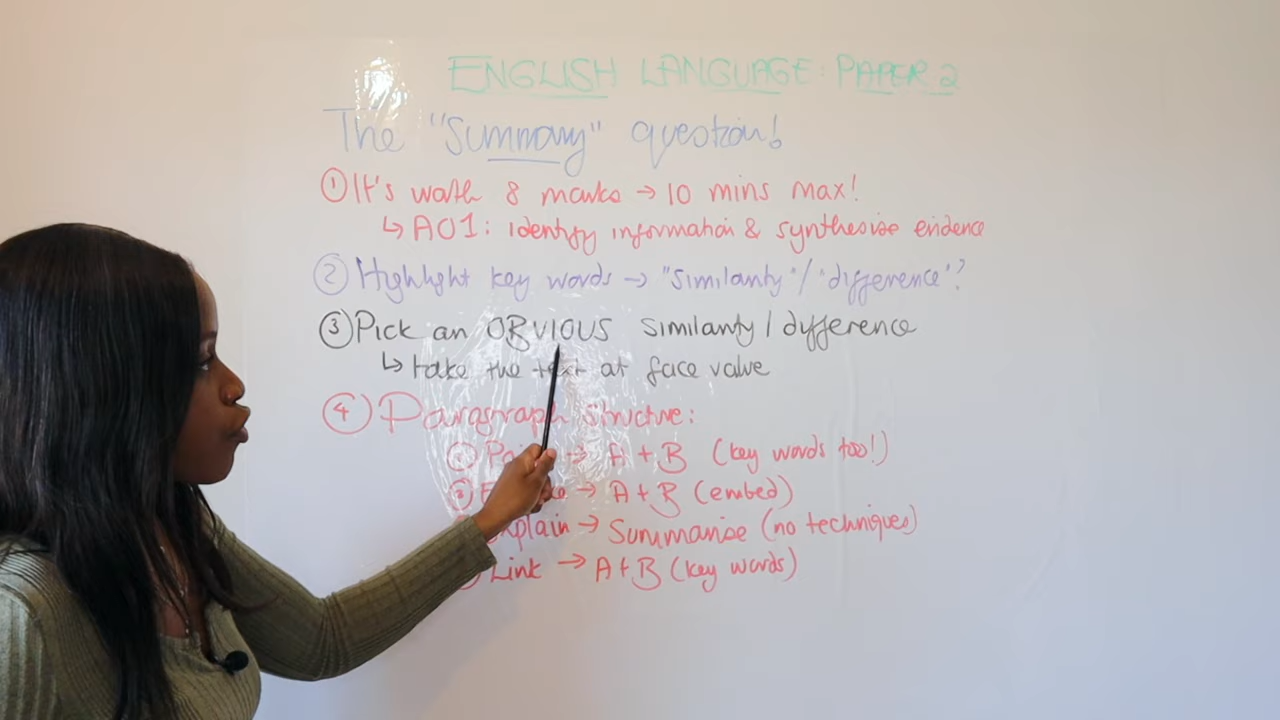 ENGLISH LANGUAGE: PAPER 2
The "Summary" question!
① It's worth 8 marks → 10 mins max!
↳ AO1: identify information & synthesise evidence
② Highlight key words → "similarity"/"difference"?
③ Pick an OBVIOUS similarity / difference
↳ take the text at face value
④ Paragraph structure:
① → A + B (key words too!)
② → A + B (embed)
Explain → Summarise (no techniques)
Link → A + B (key words)